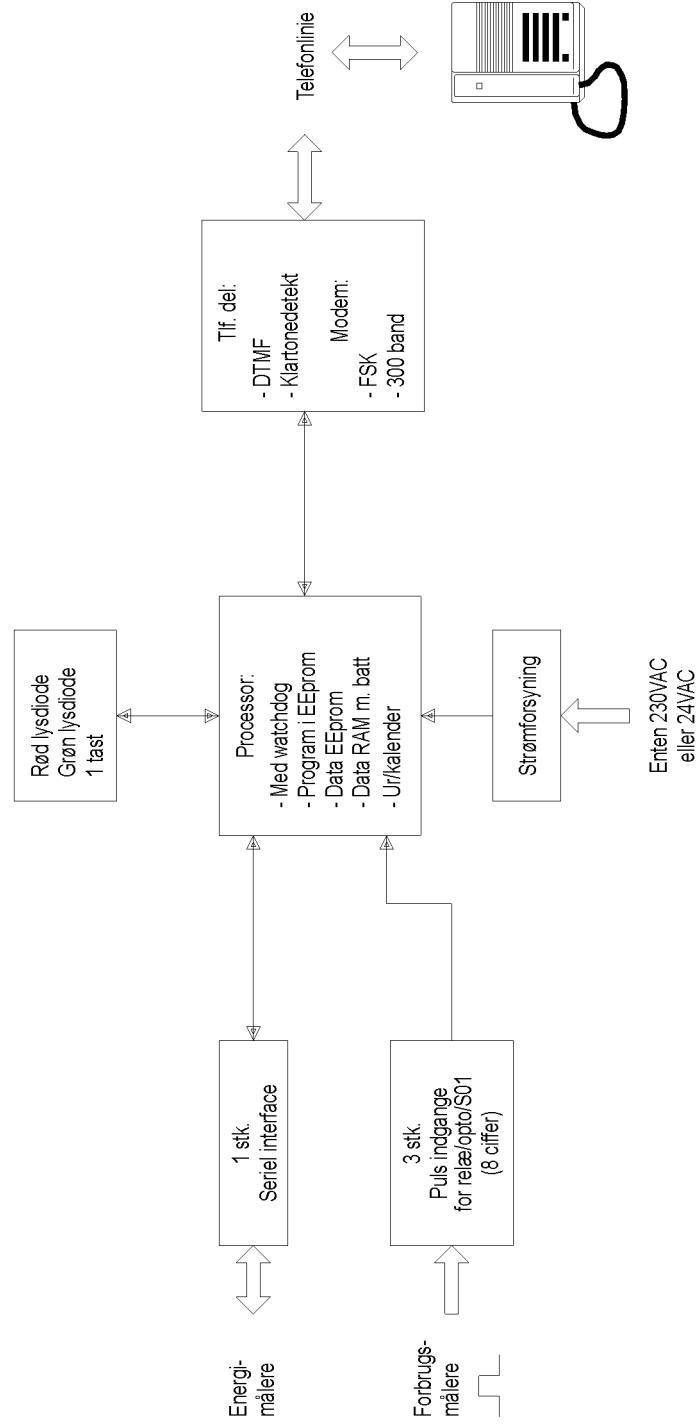 Energi-
målere
1 stk.
Seriel interface
Forbrugs-
målere
3 stk.
Puls indgange
for relæ/opto/S01
(8 ciffer)
Rød lysdiode
Grøn lysdiode
1 tast
Processor:
- Med watchdog
- Program i EEprom
- Data EEprom
- Data RAM m. batt
- Ur/kalender
Strømforsyning
Enten 230VAC
eller 24VAC
Tlf. del:
- DTMF
- Klartonedetekt
Modem:
- FSK
- 300 band
Telefonlinie